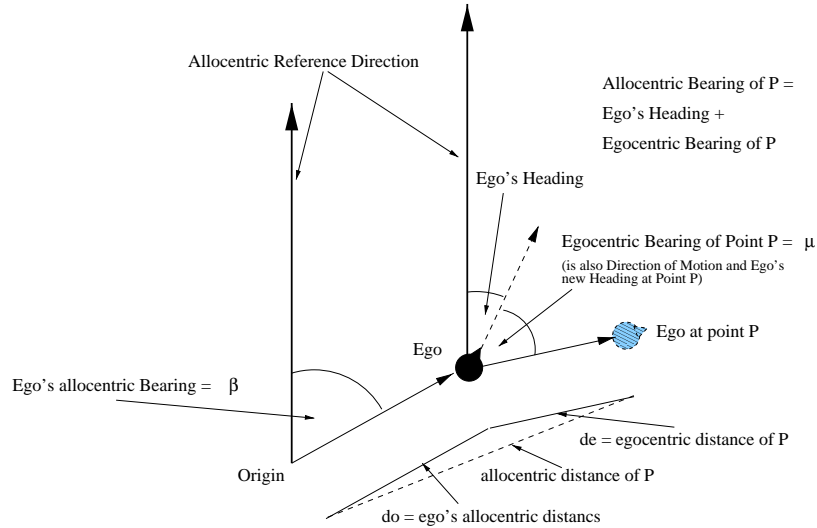 Allocentric Reference Direction
Allocentric Bearing of P =
Ego's Heading +
Egocentric Bearing of P
Ego's Heading
Egocentric Bearing of Point P = μ
(is also Direction of Motion and Ego's
new Heading at Point P)
Ego
Ego at point P
Ego's allocentric Bearing = β
de = egocentric distance of P
Origin
allocentric distance of P
do = ego's allocentric distancs